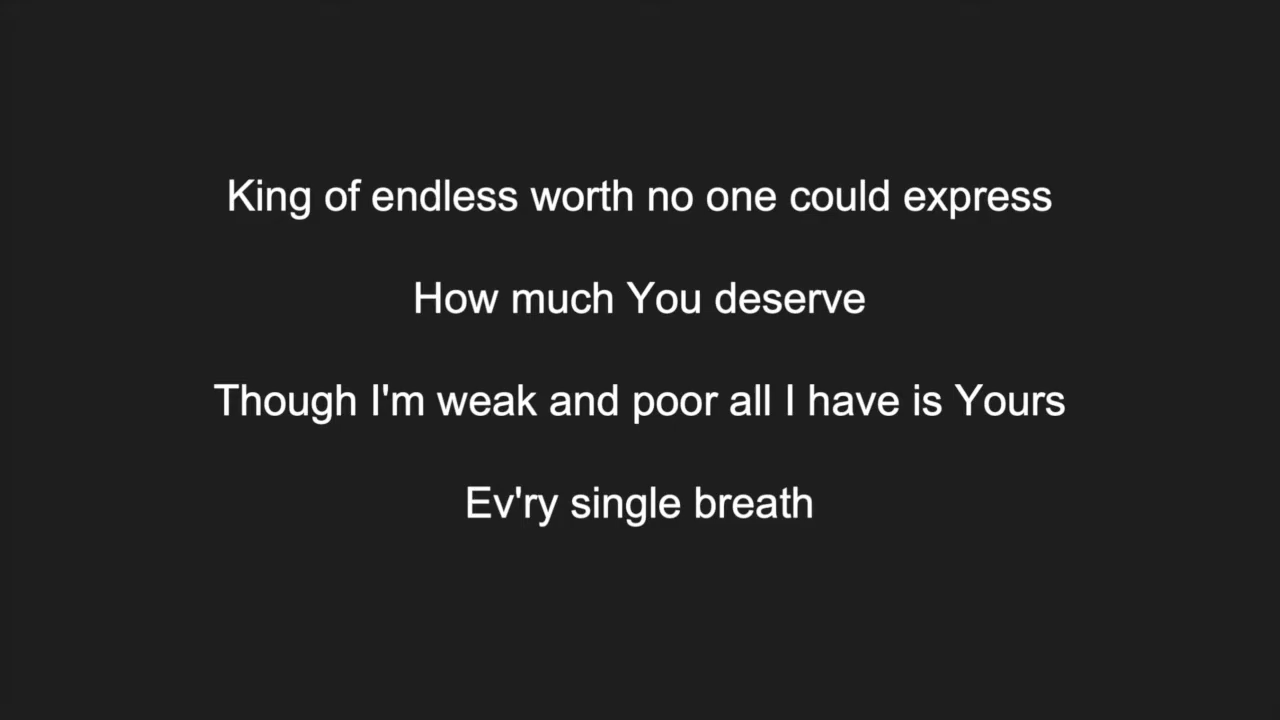 King of endless worth no one could express
How much You deserve
Though I'm weak and poor all I have is Yours
Ev'ry single breath